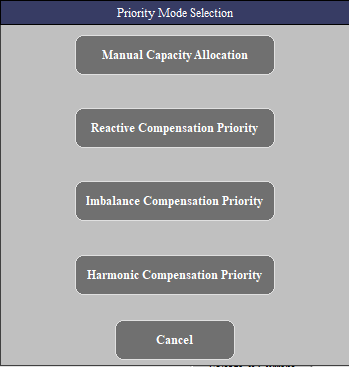 Priority Mode Selection
Manual Capacity Allocation
Reactive Compensation Priority
Imbalance Compensation Priority
Harmonic Compensation Priority
Cancel